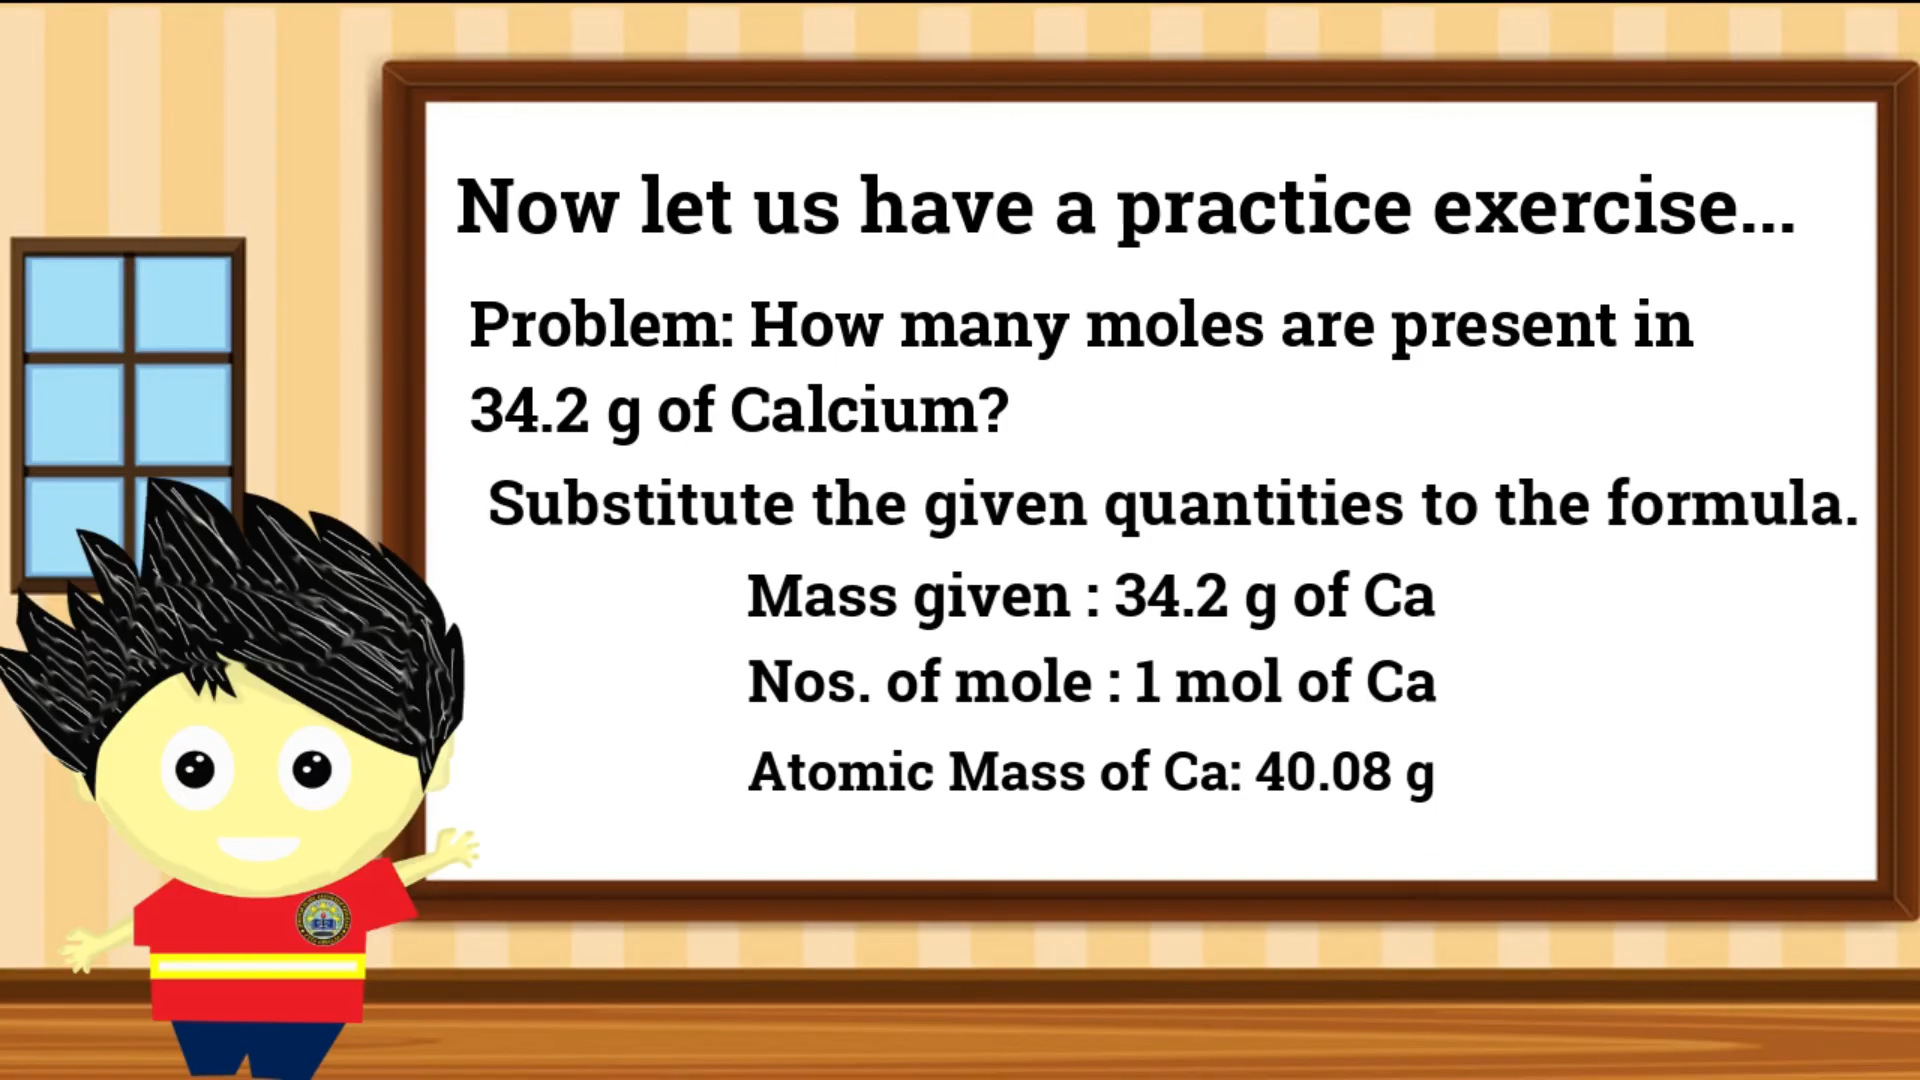 Now let us have a practice exercise...
Problem: How many moles are present in
34.2 g of Calcium?
Substitute the given quantities to the formula.
Mass given : 34.2 g of Ca
Nos. of mole : 1 mol of Ca
Atomic Mass of Ca: 40.08 g